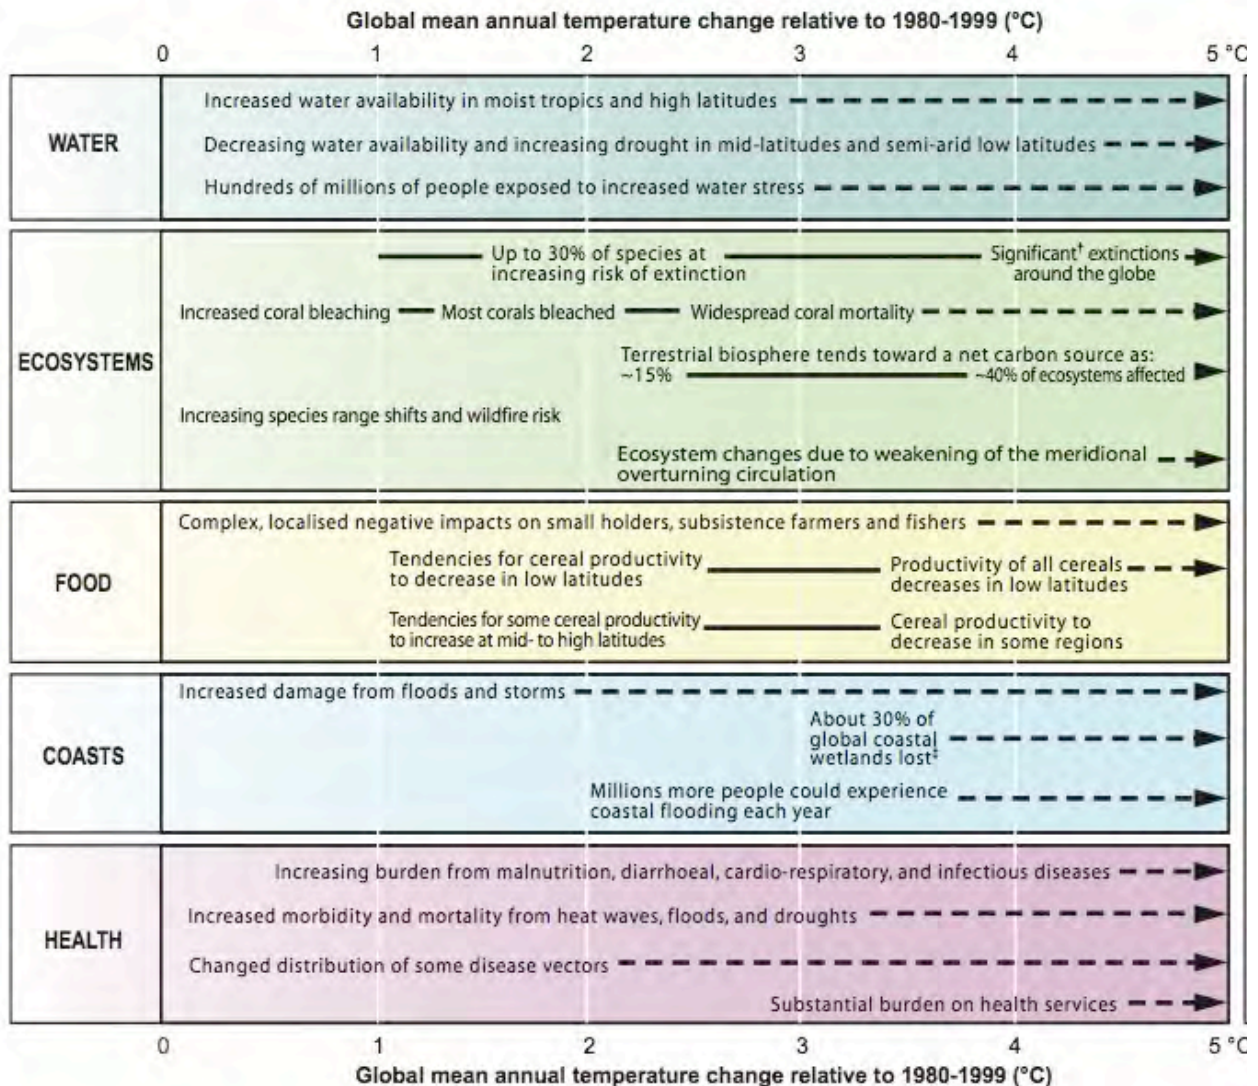 Global mean annual temperature change relative to 1980-1999 (°C)
0 1 2 3 4 5 °C
WATER
Increased water availability in moist tropics and high latitudes
Decreasing water availability and increasing drought in mid-latitudes and semi-arid low latitudes
Hundreds of millions of people exposed to increased water stress
ECOSYSTEMS
Up to 30% of species at
increasing risk of extinction
Significant† extinctions
around the globe
Increased coral bleaching Most corals bleached Widespread coral mortality
Terrestrial biosphere tends toward a net carbon source as:
~15% ~40% of ecosystems affected
Increasing species range shifts and wildfire risk
Ecosystem changes due to weakening of the meridional
overturning circulation
FOOD
Complex, localised negative impacts on small holders, subsistence farmers and fishers
Tendencies for cereal productivity
to decrease in low latitudes
Productivity of all cereals
decreases in low latitudes
Tendencies for some cereal productivity
to increase at mid- to high latitudes
Cereal productivity to
decrease in some regions
COASTS
Increased damage from floods and storms
About 30% of
global coastal
wetlands lost‡
Millions more people could experience
coastal flooding each year
HEALTH
Increasing burden from malnutrition, diarrhoeal, cardio-respiratory, and infectious diseases
Increased morbidity and mortality from heat waves, floods, and droughts
Changed distribution of some disease vectors
Substantial burden on health services
0 1 2 3 4 5 °C
Global mean annual temperature change relative to 1980-1999 (°C)